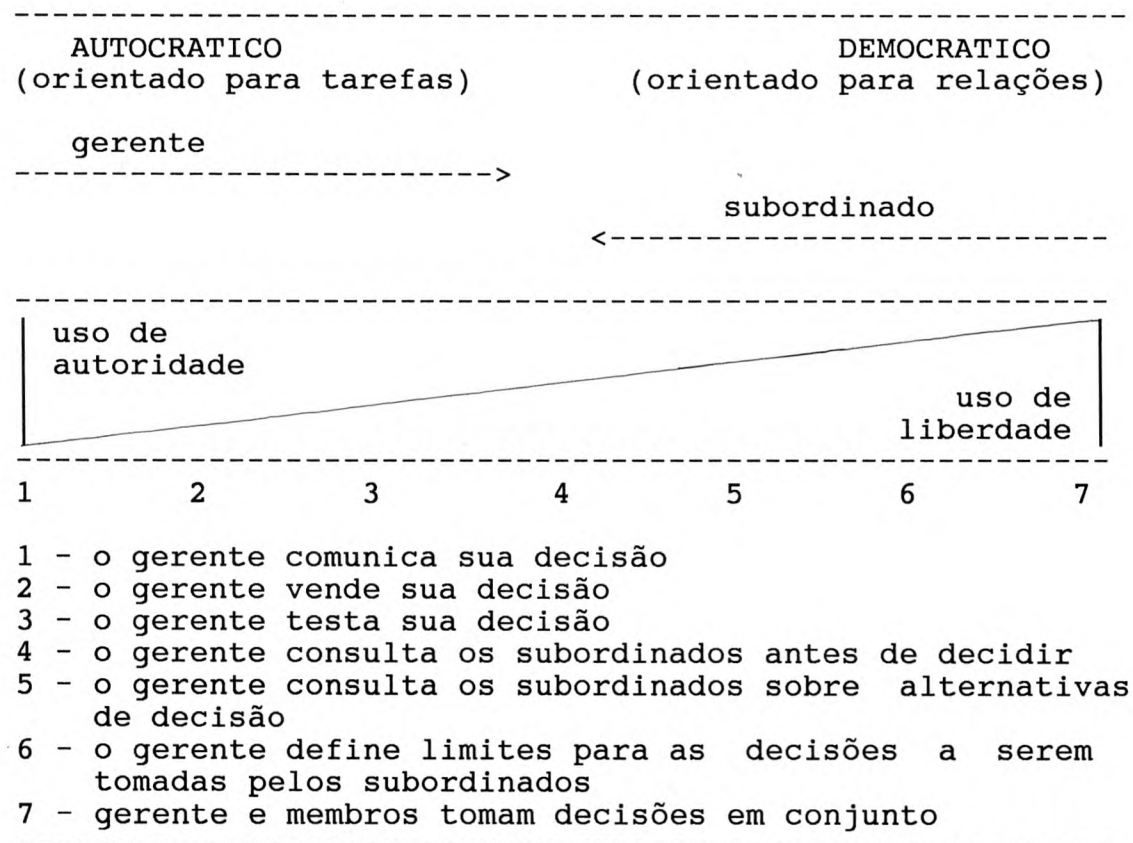 AUTOCRATICO DEMOCRATICO
(orientado para tarefas) (orientado para relações)
gerente
subordinado
uso de
autoridade
uso de
liberdade
1 2 3 4 5 6 7
1 - o gerente comunica sua decisão
2 - o gerente vende sua decisão
3 - o gerente testa sua decisão
4 - o gerente consulta os subordinados antes de decidir
5 - o gerente consulta os subordinados sobre alternativas
de decisão
6 - o gerente define limites para as decisões a serem
tomadas pelos subordinados
7 - gerente e membros tomam decisões em conjunto